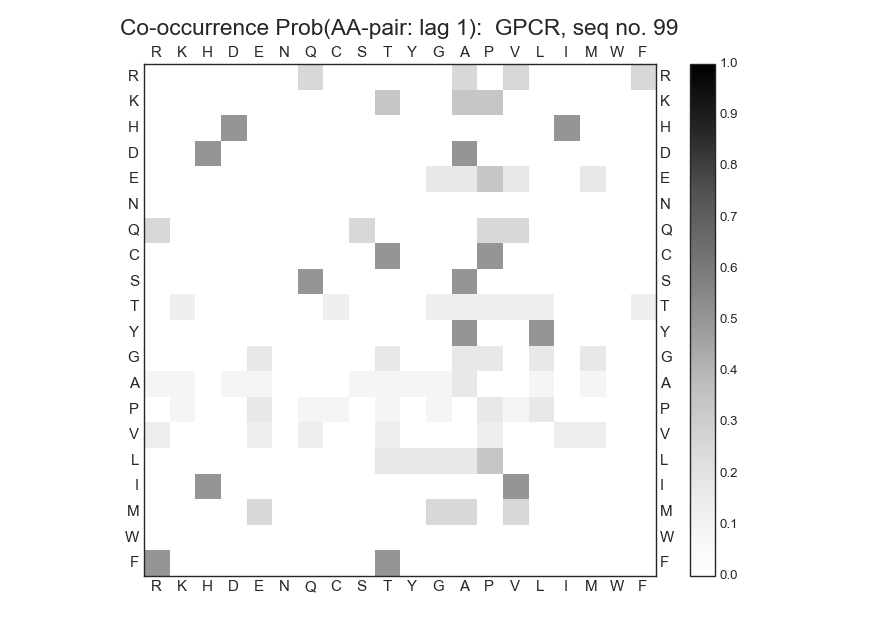 Co-occurrence Prob(AA-pair: lag 1):  GPCR, seq no. 99
R K H D E N Q C S T Y G A P V L I M W F
R R 1.0
K K 0.9
H H
D D 0.8
E E
N N 0.7
Q Q
C C 0.6
S S
T T 0.5
Y Y
G G 0.4
A A
P P 0.3
V V
L L 0.2
I I
M M 0.1
W W
F F 0.0
R K H D E N Q C S T Y G A P V L I M W F